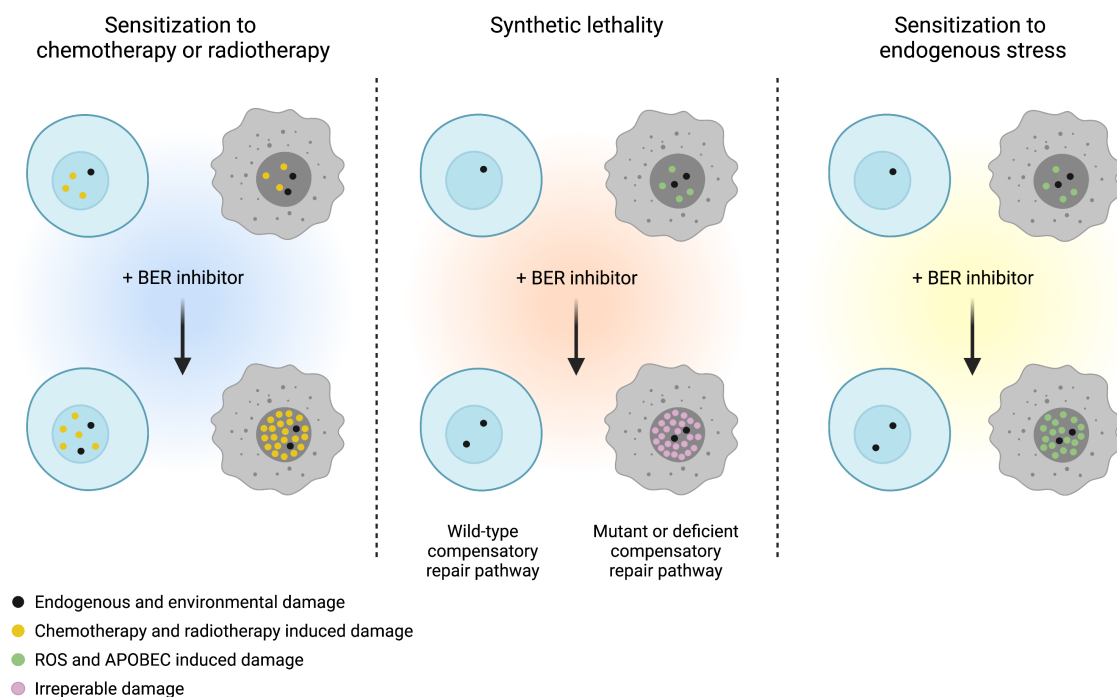 Sensitization to
chemotherapy or radiotherapy
Synthetic lethality
Sensitization to
endogenous stress
+ BER inhibitor
+ BER inhibitor
+ BER inhibitor
Wild-type
compensatory
repair pathway
Mutant or deficient
compensatory
repair pathway
Endogenous and environmental damage
Chemotherapy and radiotherapy induced damage
ROS and APOBEC induced damage
Irreperable damage